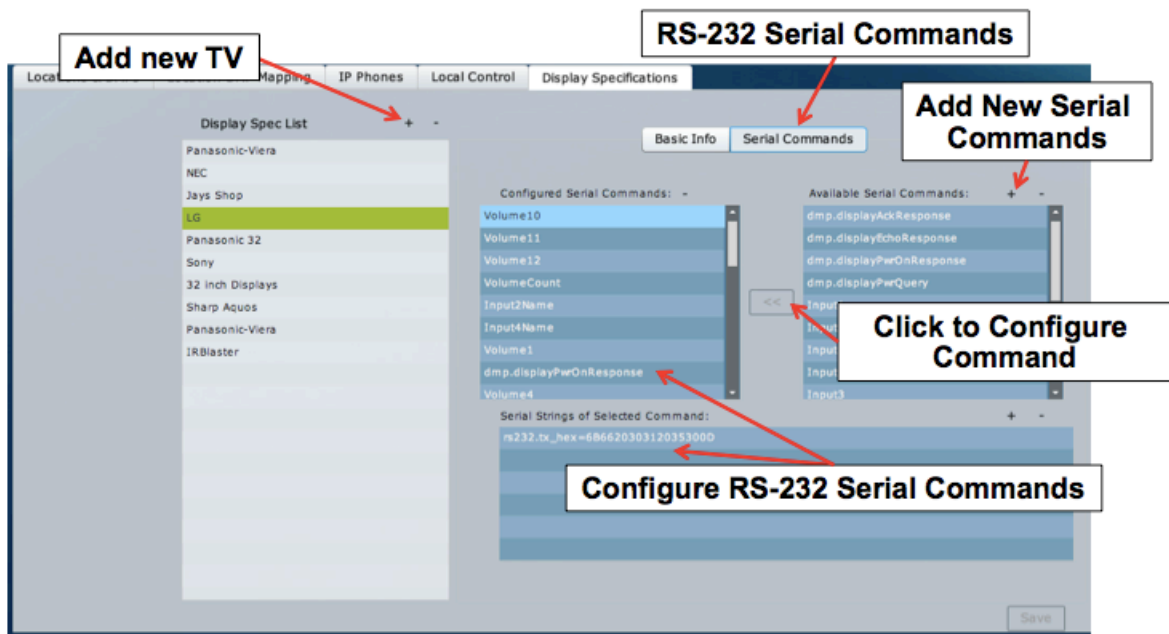 RS-232 Serial Commands
Add new TV
Mapping
IP Phones
Local Control
Display Specifications
Add New Serial
Commands
Display Spec List + -
Basic Info
Serial Commands
Panasonic-Viera
NEC
Jays Shop
LG
Panasonic 32
Sony
32 inch Displays
Sharp Aquos
Panasonic-Viera
IRBlaster
Configured Serial Commands: -
Volume10
Volume11
Volume12
VolumeCount
Input2Name
Input4Name
Volume1
dmp.displayPwrOnResponse
Volume4
<<
Available Serial Commands: + -
dmp.displayAckResponse
dmp.displayEchoResponse
dmp.displayPwrOnResponse
dmp.displayPwrQuery
Input3
Click to Configure
Command
Serial Strings of Selected Command: + -
rs232.tx_hex=6B662030312035300D
Configure RS-232 Serial Commands
Save